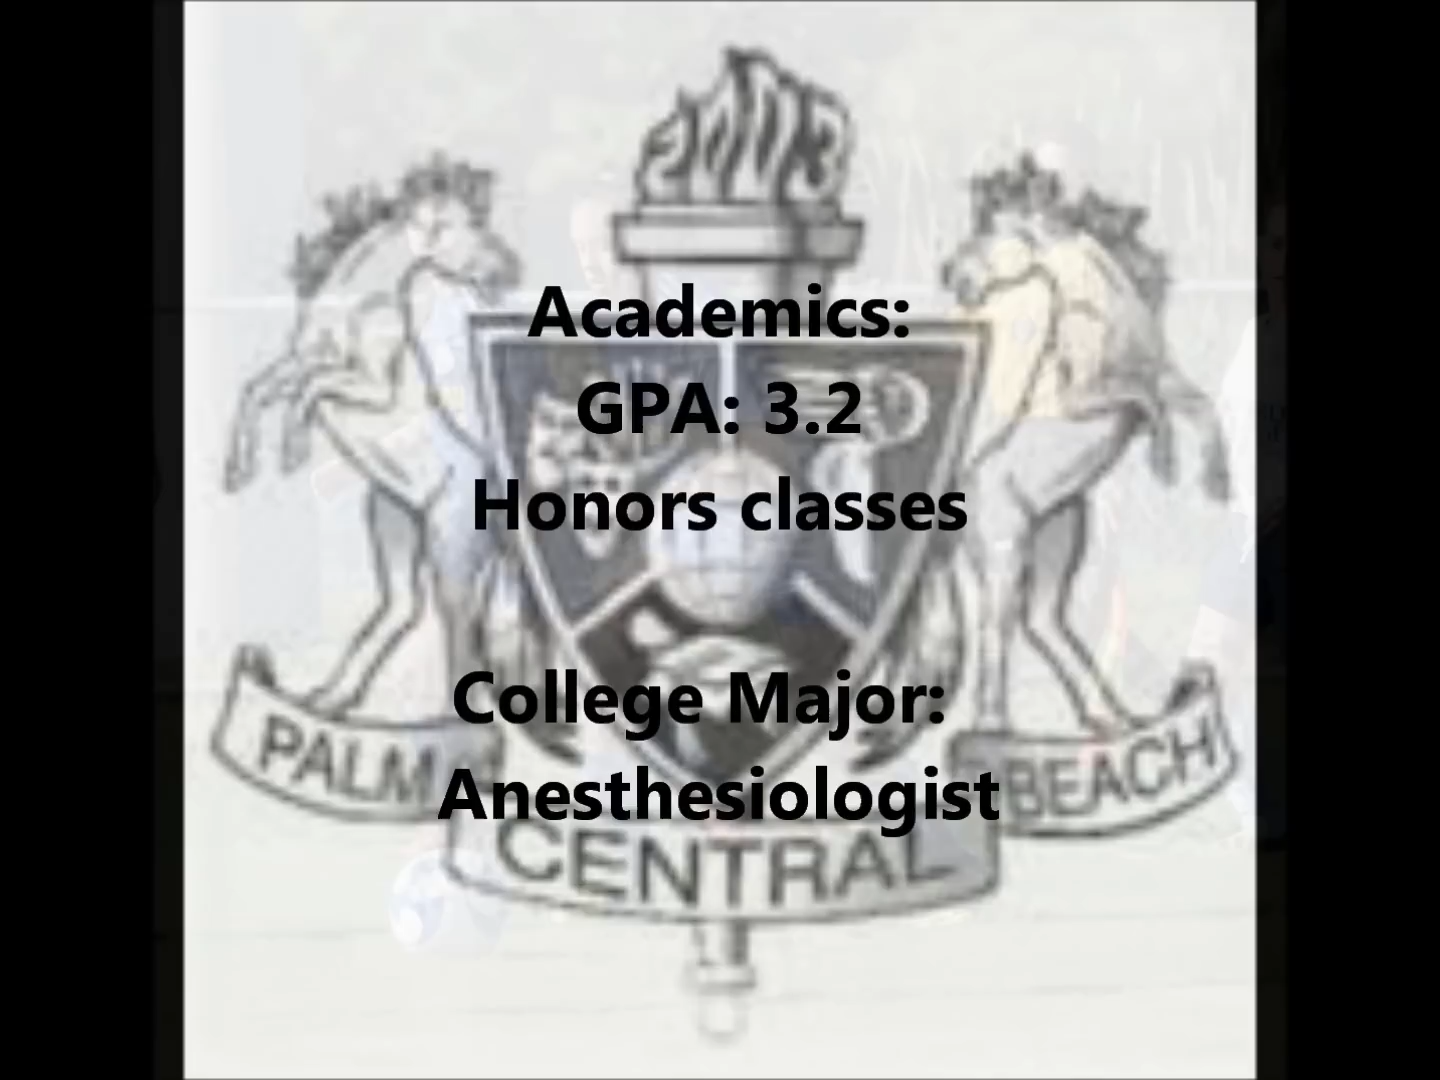 Academics:
GPA: 3.2
Honors classes
College Major:
Anesthesiologist
PALM
BEACH
CENTRAL